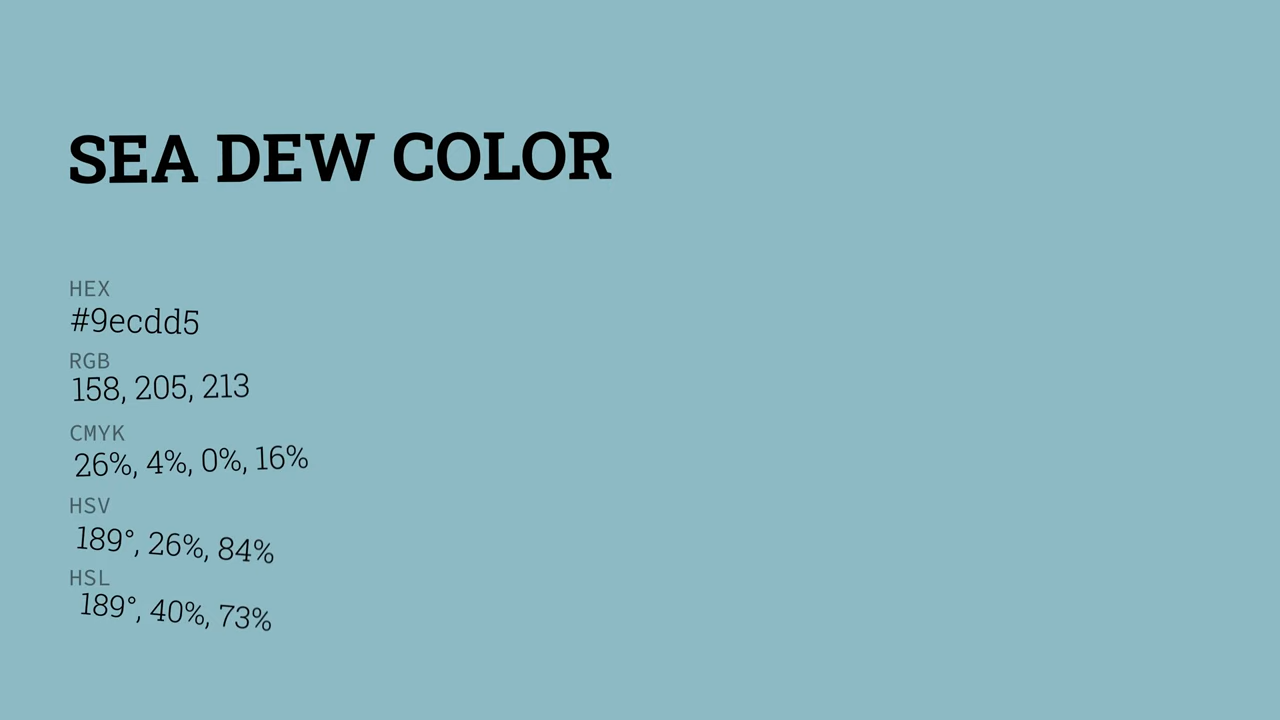 SEA DEW COLOR
HEX
#9ecdd5
RGB
158, 205, 213
CMYK
26%, 4%, 0%, 16%
HSV
189°, 26%, 84%
HSL
189°, 40%, 73%